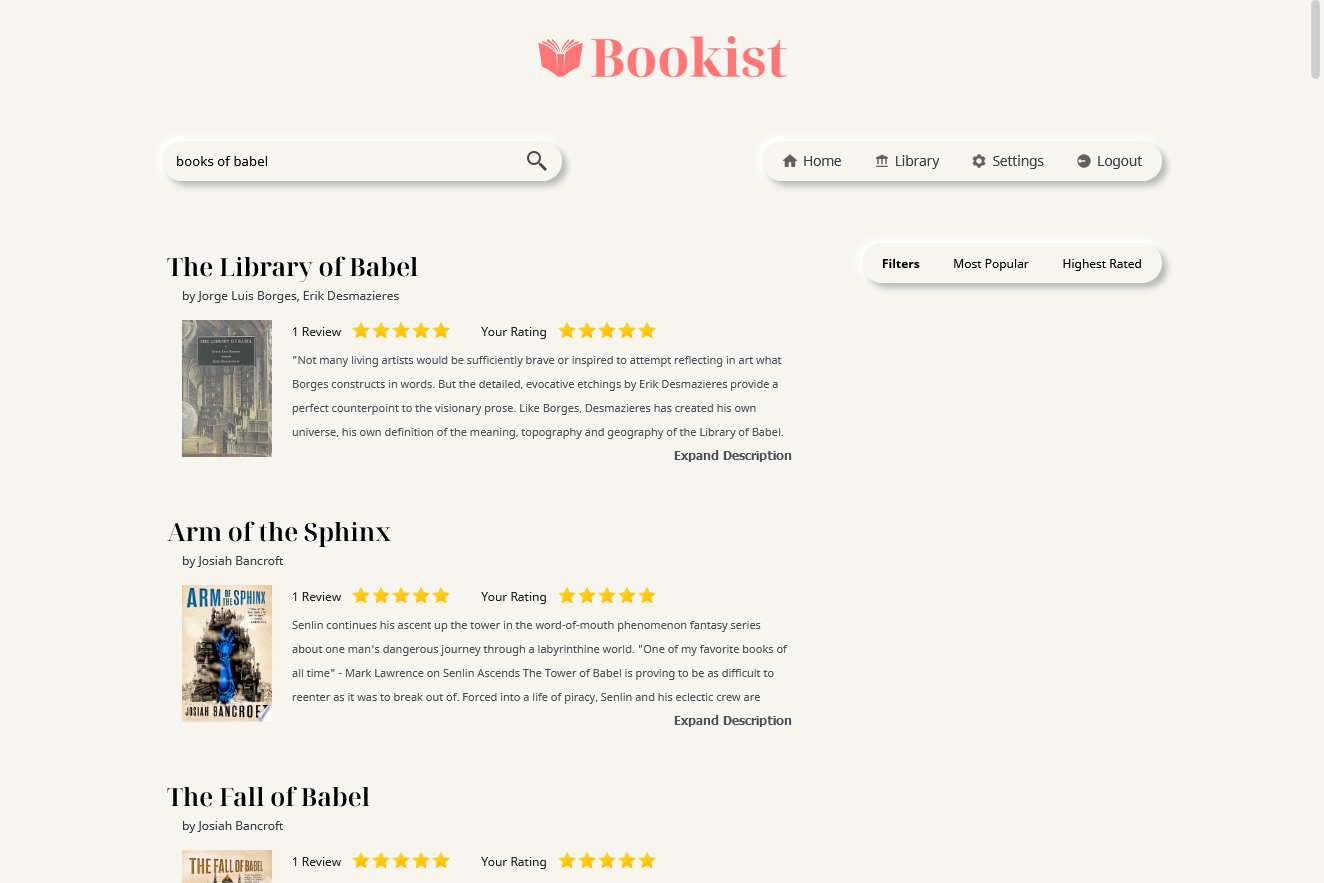 Bookist
books of babel
Home
Library
Settings
Logout
Filters
Most Popular
Highest Rated
The Library of Babel
by Jorge Luis Borges, Erik Desmazieres
THE LIBRARY OF BABEL
1 Review
Your Rating
"Not many living artists would be sufficiently brave or inspired to attempt reflecting in art what
Borges constructs in words. But the detailed, evocative etchings by Erik Desmazieres provide a
perfect counterpoint to the visionary prose. Like Borges, Desmazieres has created his own
universe, his own definition of the meaning, topography and geography of the Library of Babel.
Expand Description
Arm of the Sphinx
by Josiah Bancroft
ARM OF THE SPHINX
JOSIAH BANCROFT
1 Review
Your Rating
Senlin continues his ascent up the tower in the word-of-mouth phenomenon fantasy series
about one man's dangerous journey through a labyrinthine world. "One of my favorite books of
all time" - Mark Lawrence on Senlin Ascends The Tower of Babel is proving to be as difficult to
reenter as it was to break out of. Forced into a life of piracy, Senlin and his eclectic crew are
Expand Description
The Fall of Babel
by Josiah Bancroft
THE FALL OF BABEL
1 Review
Your Rating